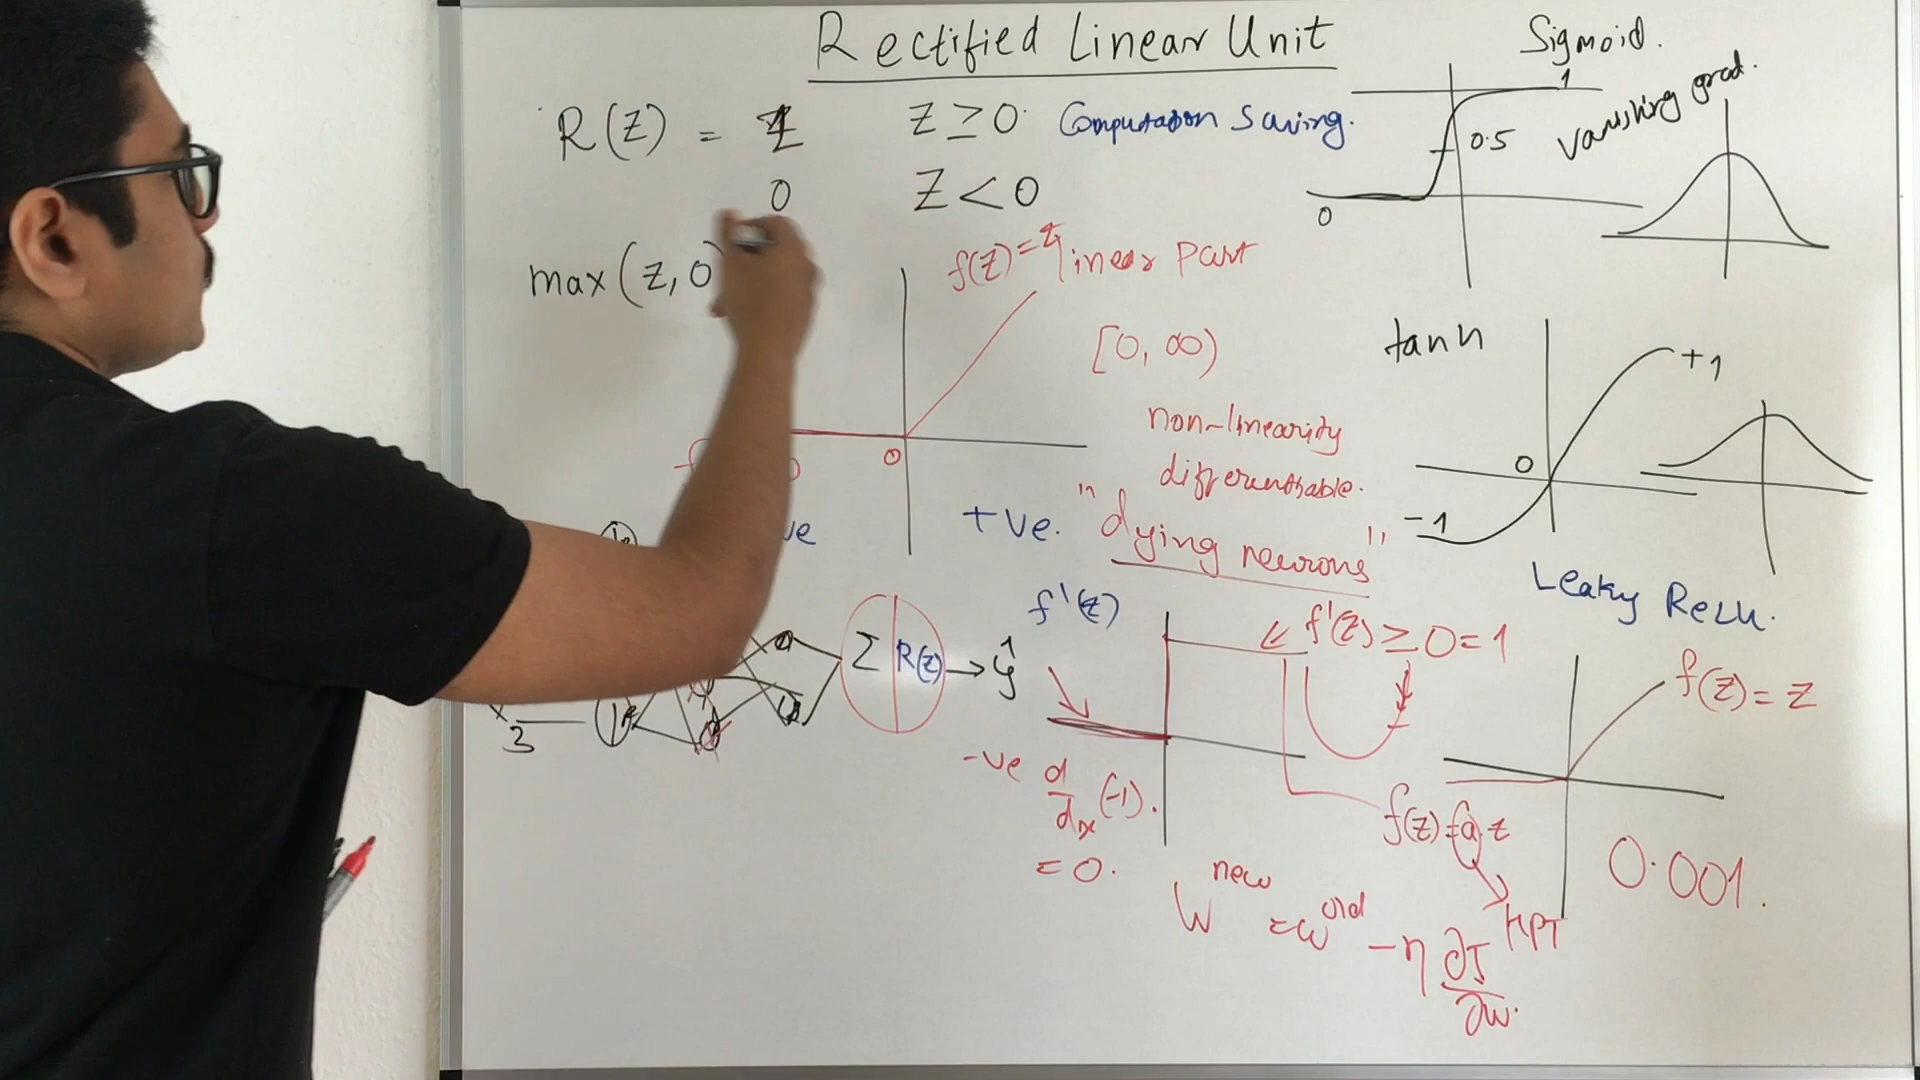 Rectified Linear Unit
R(Z) = Z Z ≥ 0
0 Z < 0
Computation Saving.
max(z,0)
f(z)=z linear Part
[0, ∞)
0
non-linearity
differentiable.
"dying neurons"
ve
+ve.
3
Σ R(z) → ŷ
f'(z)
f'(z) ≥ 0 = 1
-ve d/dx (-1).
= 0.
W^new = w^old - η ∂J/∂w.
Sigmoid.
1
0.5
0
vanishing grad.
tanh
+1
0
-1
Leaky ReLU.
f(z) = z
f(z) = a z
HPT
0.001.